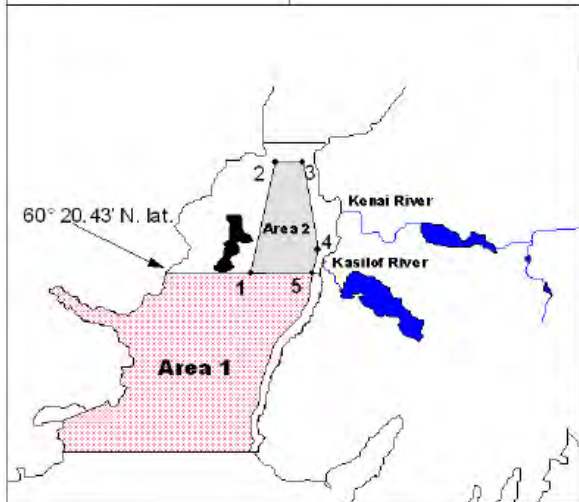 2 3
Kenai River
60° 20.43' N. lat.
Area 2
4
Kasilof River
1 5
Area 1